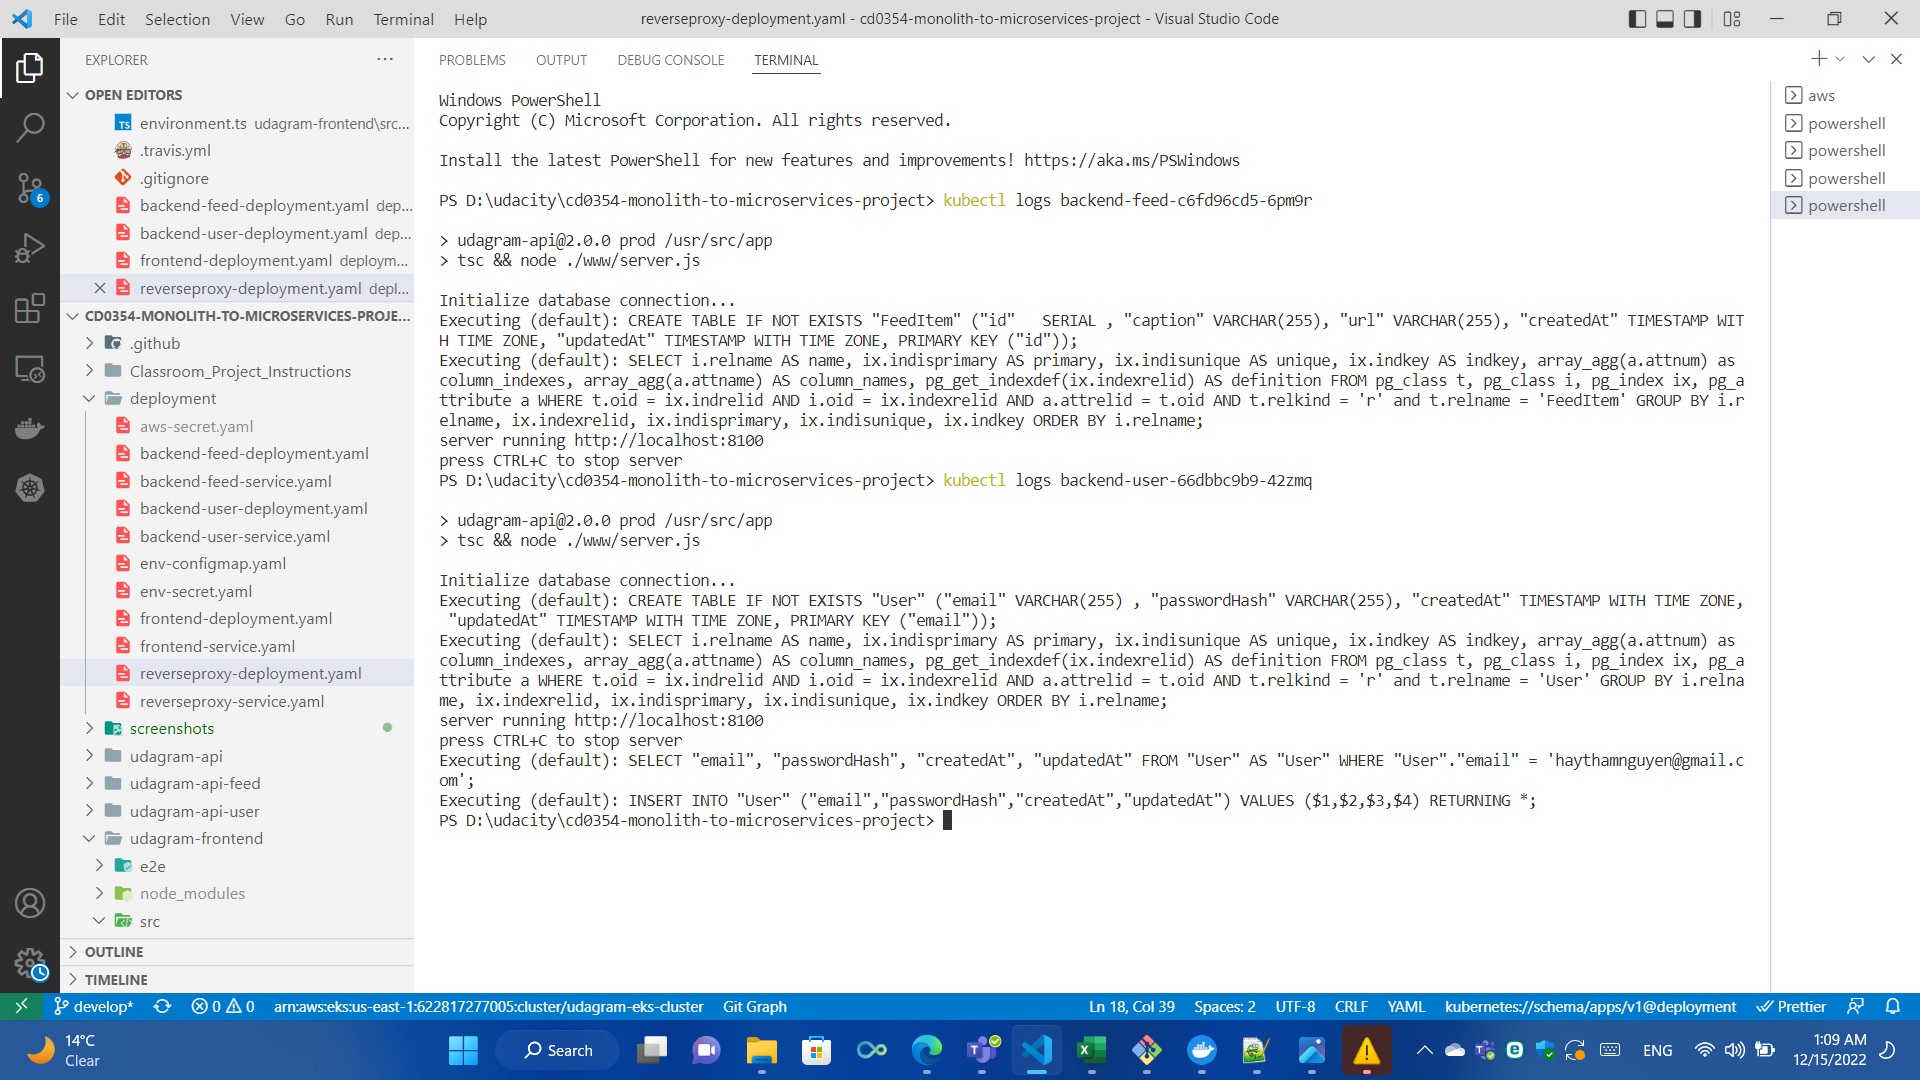 File Edit Selection View Go Run Terminal Help
reverseproxy-deployment.yaml - cd0354-monolith-to-microservices-project - Visual Studio Code
EXPLORER
OPEN EDITORS
TS environment.ts udagram-frontend\src...
.travis.yml
.gitignore
backend-feed-deployment.yaml dep...
backend-user-deployment.yaml dep...
frontend-deployment.yaml deploym...
reverseproxy-deployment.yaml depl...
CD0354-MONOLITH-TO-MICROSERVICES-PROJE...
.github
Classroom_Project_Instructions
deployment
aws-secret.yaml
backend-feed-deployment.yaml
backend-feed-service.yaml
backend-user-deployment.yaml
backend-user-service.yaml
env-configmap.yaml
env-secret.yaml
frontend-deployment.yaml
frontend-service.yaml
reverseproxy-deployment.yaml
reverseproxy-service.yaml
screenshots
udagram-api
udagram-api-feed
udagram-api-user
udagram-frontend
e2e
node_modules
src
OUTLINE
TIMELINE
6
PROBLEMS OUTPUT DEBUG CONSOLE TERMINAL
Windows PowerShell
Copyright (C) Microsoft Corporation. All rights reserved.
Install the latest PowerShell for new features and improvements! https://aka.ms/PSWindows
PS D:\udacity\cd0354-monolith-to-microservices-project> kubectl logs backend-feed-c6fd96cd5-6pm9r
> udagram-api@2.0.0 prod /usr/src/app
> tsc && node ./www/server.js
Initialize database connection...
Executing (default): CREATE TABLE IF NOT EXISTS "FeedItem" ("id"   SERIAL , "caption" VARCHAR(255), "url" VARCHAR(255), "createdAt" TIMESTAMP WIT
H TIME ZONE, "updatedAt" TIMESTAMP WITH TIME ZONE, PRIMARY KEY ("id"));
Executing (default): SELECT i.relname AS name, ix.indisprimary AS primary, ix.indisunique AS unique, ix.indkey AS indkey, array_agg(a.attnum) as
column_indexes, array_agg(a.attname) AS column_names, pg_get_indexdef(ix.indexrelid) AS definition FROM pg_class t, pg_class i, pg_index ix, pg_a
ttribute a WHERE t.oid = ix.indrelid AND i.oid = ix.indexrelid AND a.attrelid = t.oid AND t.relkind = 'r' and t.relname = 'FeedItem' GROUP BY i.r
elname, ix.indexrelid, ix.indisprimary, ix.indisunique, ix.indkey ORDER BY i.relname;
server running http://localhost:8100
press CTRL+C to stop server
PS D:\udacity\cd0354-monolith-to-microservices-project> kubectl logs backend-user-66dbbc9b9-42zmq
> udagram-api@2.0.0 prod /usr/src/app
> tsc && node ./www/server.js
Initialize database connection...
Executing (default): CREATE TABLE IF NOT EXISTS "User" ("email" VARCHAR(255) , "passwordHash" VARCHAR(255), "createdAt" TIMESTAMP WITH TIME ZONE,
"updatedAt" TIMESTAMP WITH TIME ZONE, PRIMARY KEY ("email"));
Executing (default): SELECT i.relname AS name, ix.indisprimary AS primary, ix.indisunique AS unique, ix.indkey AS indkey, array_agg(a.attnum) as
column_indexes, array_agg(a.attname) AS column_names, pg_get_indexdef(ix.indexrelid) AS definition FROM pg_class t, pg_class i, pg_index ix, pg_a
ttribute a WHERE t.oid = ix.indrelid AND i.oid = ix.indexrelid AND a.attrelid = t.oid AND t.relkind = 'r' and t.relname = 'User' GROUP BY i.relna
me, ix.indexrelid, ix.indisprimary, ix.indisunique, ix.indkey ORDER BY i.relname;
server running http://localhost:8100
press CTRL+C to stop server
Executing (default): SELECT "email", "passwordHash", "createdAt", "updatedAt" FROM "User" AS "User" WHERE "User"."email" = 'haythamnguyen@gmail.c
om';
Executing (default): INSERT INTO "User" ("email","passwordHash","createdAt","updatedAt") VALUES ($1,$2,$3,$4) RETURNING *;
PS D:\udacity\cd0354-monolith-to-microservices-project>
aws
powershell
powershell
powershell
powershell
develop* 0 0 arn:aws:eks:us-east-1:622817277005:cluster/udagram-eks-cluster Git Graph Ln 18, Col 39 Spaces: 2 UTF-8 CRLF YAML kubernetes://schema/apps/v1@deployment Prettier
14°C
Clear
Search
ENG
1:09 AM
12/15/2022